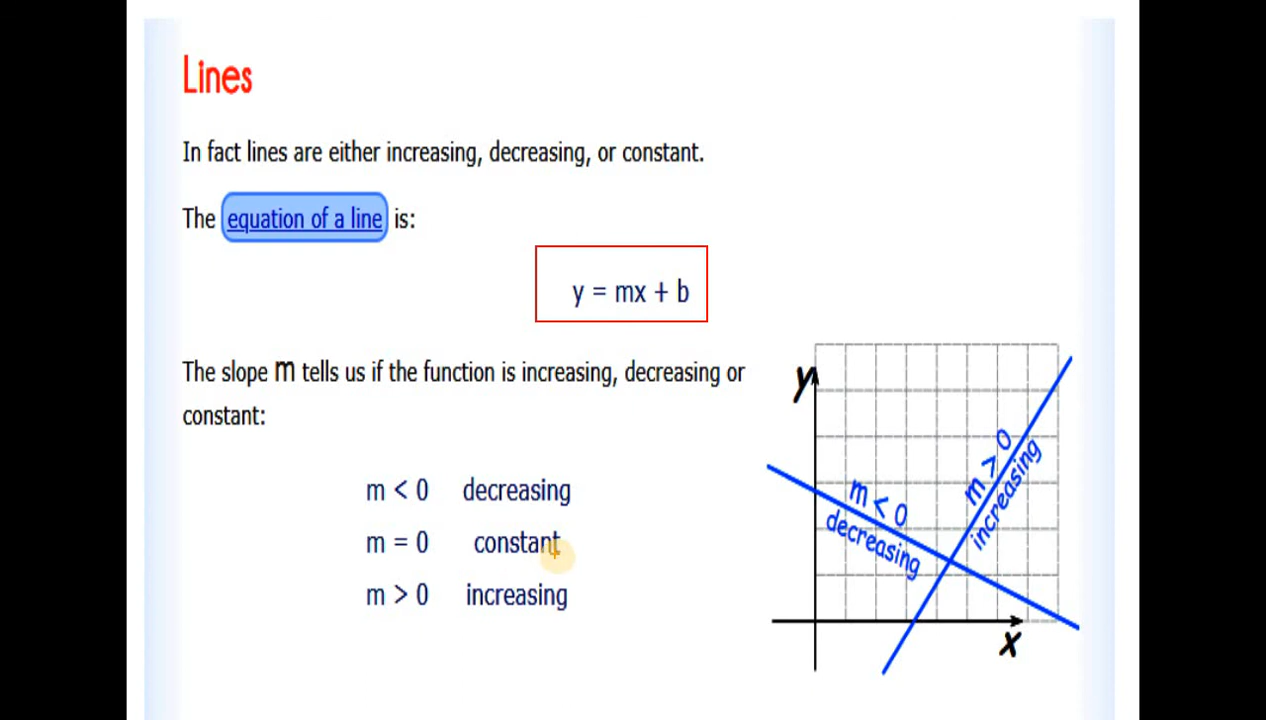 Lines
In fact lines are either increasing, decreasing, or constant.
The equation of a line is:
y = mx + b
The slope m tells us if the function is increasing, decreasing or
constant:
m < 0 decreasing
m = 0 constant
m > 0 increasing
y
m < 0
decreasing
m > 0
increasing
x